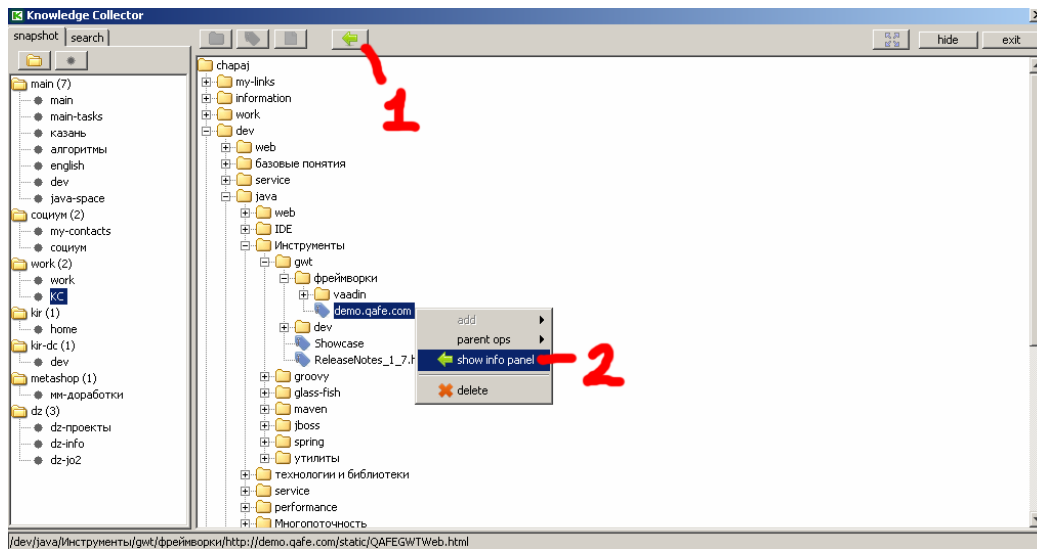 Knowledge Collector
snapshot search
hide exit
main (7)
main
main-tasks
казань
алгоритмы
english
dev
java-space
социум (2)
my-contacts
социум
work (2)
work
KC
kir (1)
home
kir-dc (1)
dev
metashop (1)
мм-доработки
dz (3)
dz-проекты
dz-info
dz-jo2
chapaj
my-links
information
work
dev
web
базовые понятия
service
java
web
IDE
Инструменты
gwt
фреймворки
vaadin
demo.qafe.com
dev
Showcase
ReleaseNotes_1_7.h
groovy
glass-fish
maven
jboss
spring
утилиты
технологии и библиотеки
service
performance
Многопоточность
1
add
parent ops
show info panel
2
delete
/dev/java/Инструменты/gwt/фреймворки/http://demo.qafe.com/static/QAFEGWTWeb.html